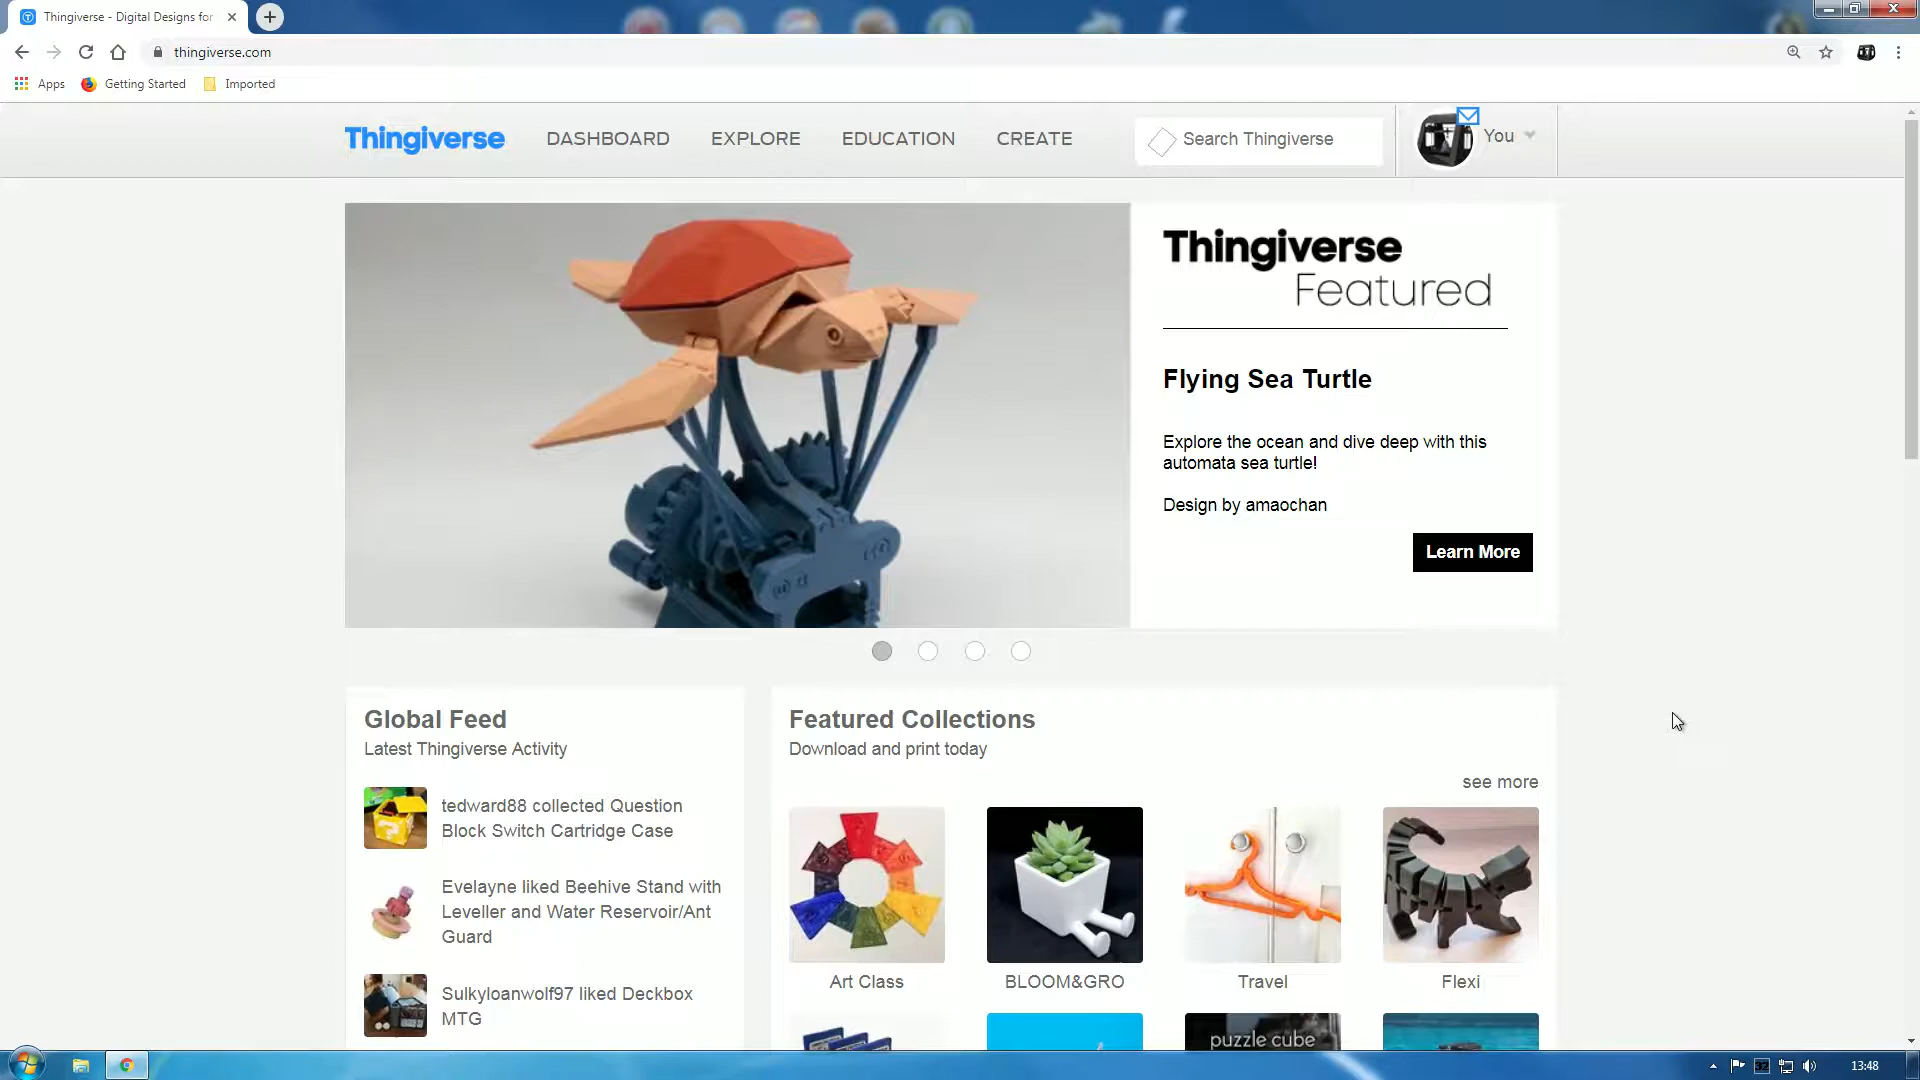 Thingiverse - Digital Designs for
thingiverse.com
Apps
Getting Started
Imported
Thingiverse
DASHBOARD
EXPLORE
EDUCATION
CREATE
Search Thingiverse
You
Thingiverse
Featured
Flying Sea Turtle
Explore the ocean and dive deep with this
automata sea turtle!
Design by amaochan
Learn More
Global Feed
Latest Thingiverse Activity
tedward88 collected Question
Block Switch Cartridge Case
Evelayne liked Beehive Stand with
Leveller and Water Reservoir/Ant
Guard
Sulkyloanwolf97 liked Deckbox
MTG
Featured Collections
Download and print today
see more
Art Class
BLOOM&GRO
Travel
Flexi
puzzle cube
13:48